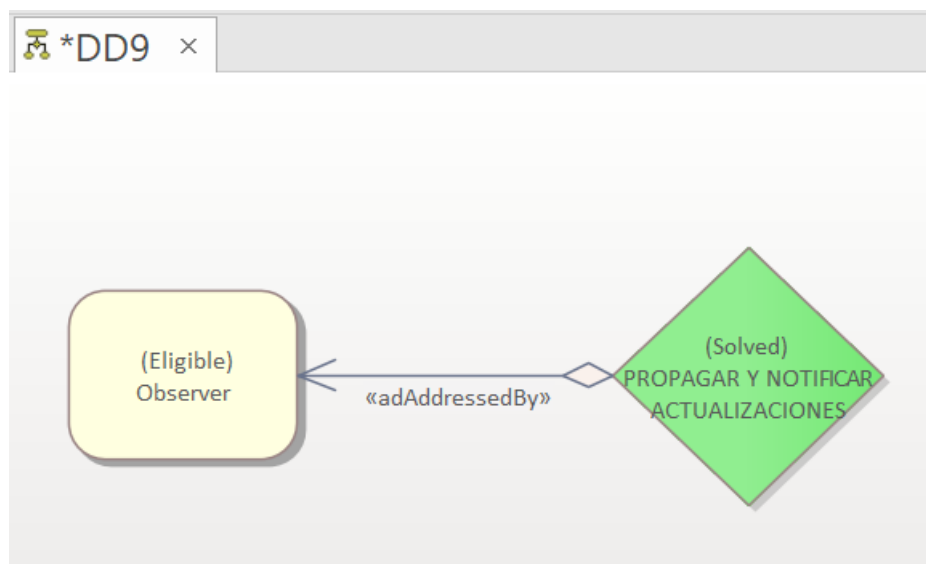 *DD9 ×
(Eligible)
Observer
«adAddressedBy»
(Solved)
PROPAGAR Y NOTIFICAR
ACTUALIZACIONES